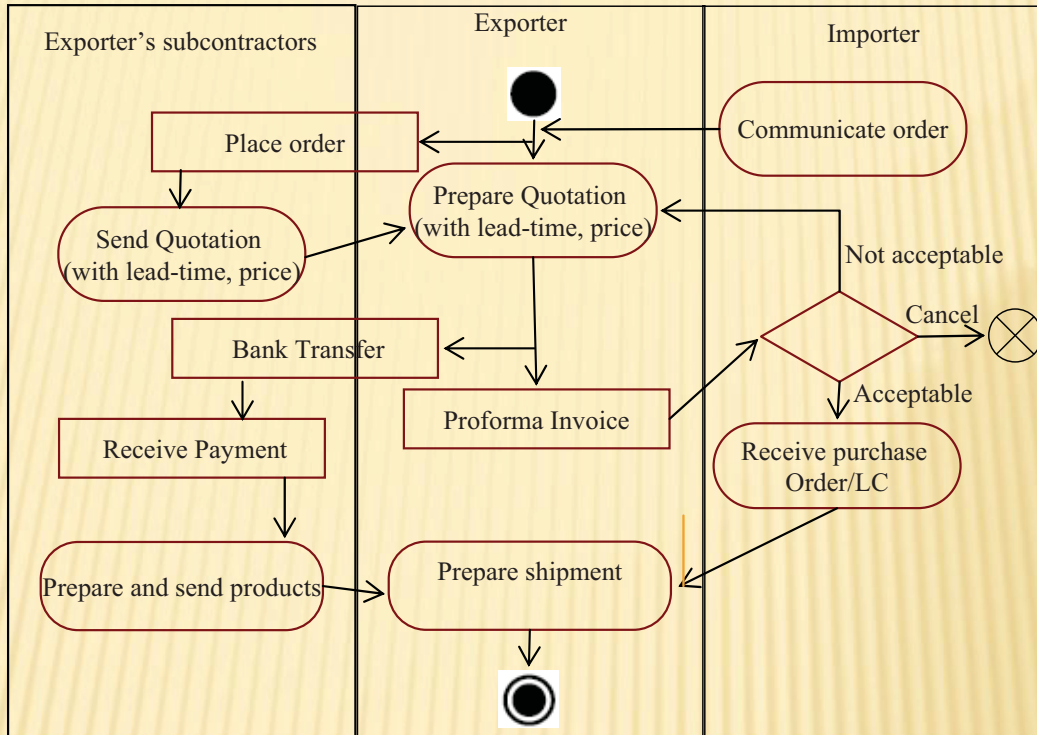 Exporter’s subcontractors
Exporter
Importer
Place order
Communicate order
Prepare Quotation
(with lead-time, price)
Send Quotation
(with lead-time, price)
Not acceptable
Cancel
Bank Transfer
Acceptable
Proforma Invoice
Receive Payment
Receive purchase
Order/LC
Prepare and send products
Prepare shipment